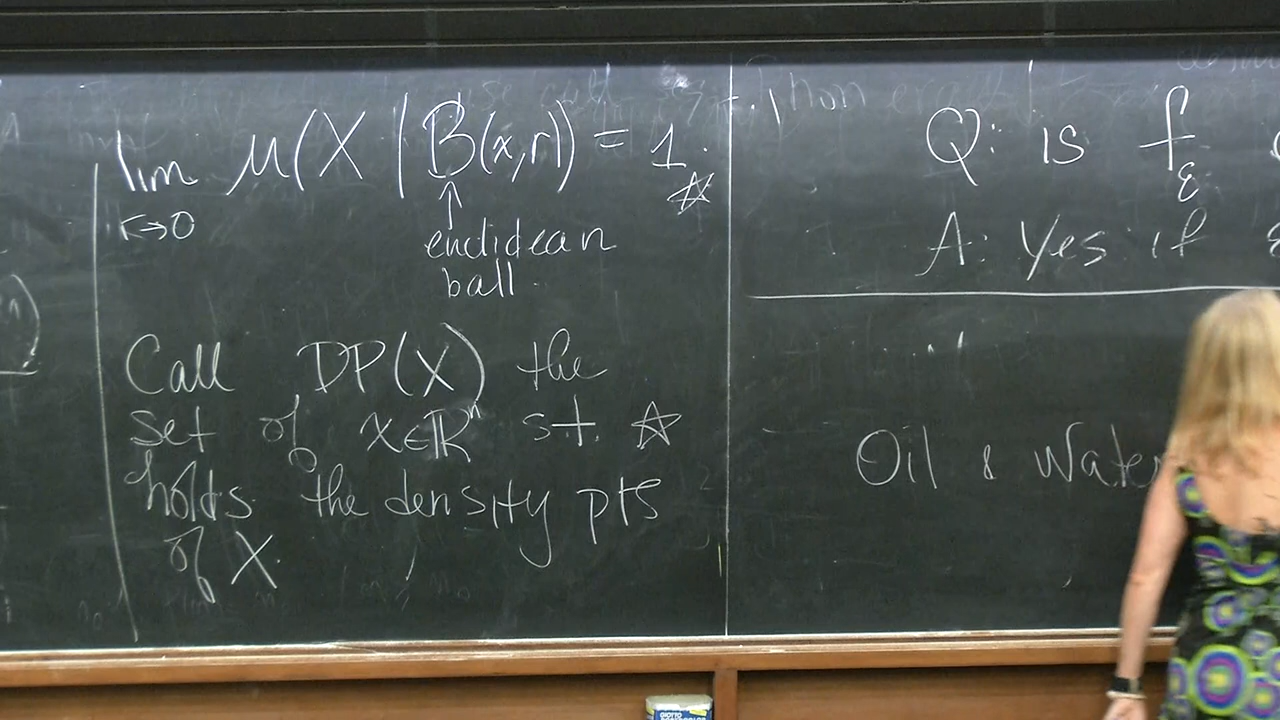 lim μ(X | B(x,r)) = 1. ☆
r→0
↑
euclidean
ball.
Call DP(X) the
set of x∈ℝⁿ s.t. ☆
holds the density pts
of X.
Q: is f_ε
A: Yes if
Oil & Water